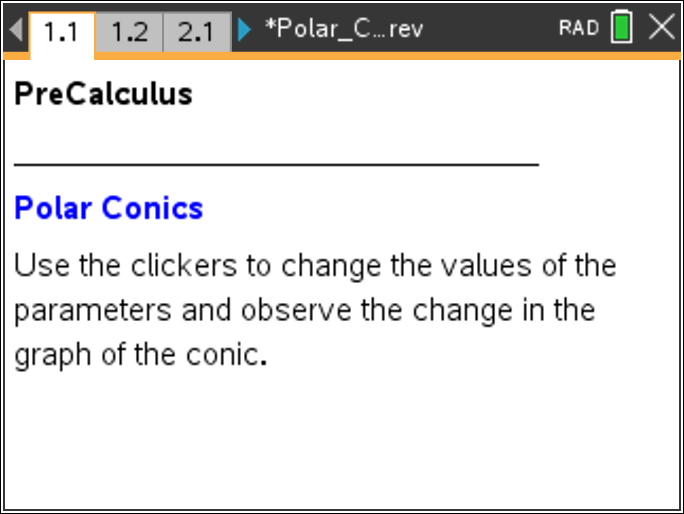 1.1 1.2 2.1 *Polar_C...rev RAD
PreCalculus
Polar Conics
Use the clickers to change the values of the
parameters and observe the change in the
graph of the conic.